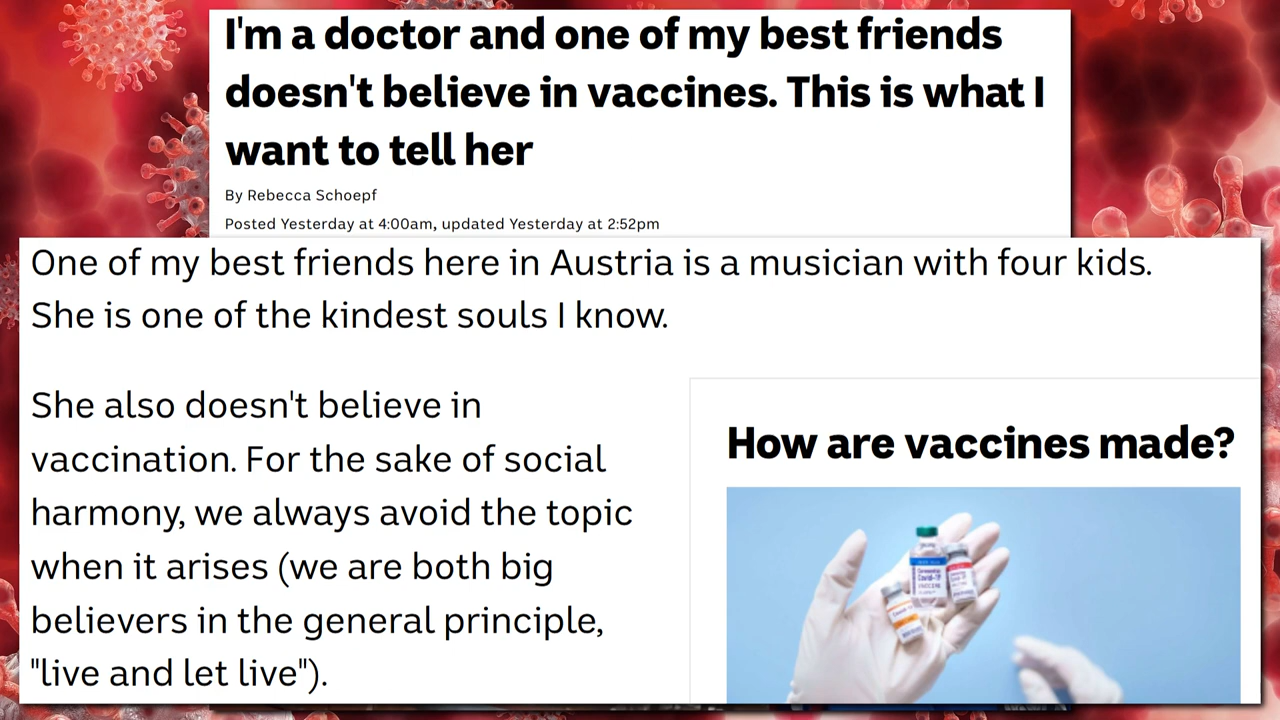 I'm a doctor and one of my best friends
doesn't believe in vaccines. This is what I
want to tell her
By Rebecca Schoepf
Posted Yesterday at 4:00am, updated Yesterday at 2:52pm
One of my best friends here in Austria is a musician with four kids.
She is one of the kindest souls I know.
She also doesn't believe in
vaccination. For the sake of social
harmony, we always avoid the topic
when it arises (we are both big
believers in the general principle,
"live and let live").
How are vaccines made?
Covid-19
VACCINE